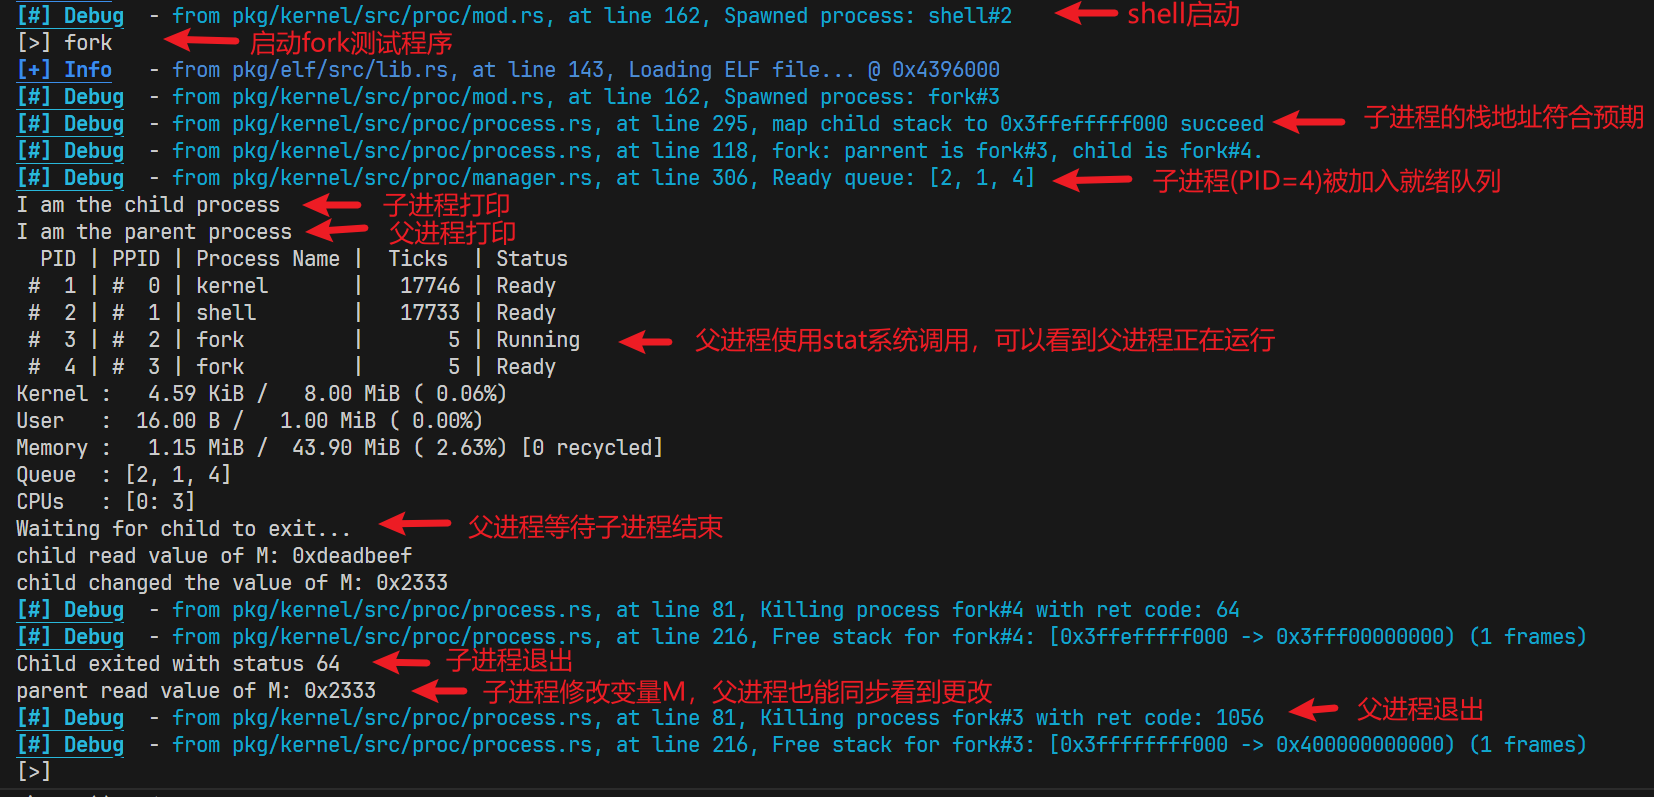 [#] Debug - from pkg/kernel/src/proc/mod.rs, at line 162, Spawned process: shell#2 shell启动
[>] fork 启动fork测试程序
[+] Info - from pkg/elf/src/lib.rs, at line 143, Loading ELF file... @ 0x4396000
[#] Debug - from pkg/kernel/src/proc/mod.rs, at line 162, Spawned process: fork#3
[#] Debug - from pkg/kernel/src/proc/process.rs, at line 295, map child stack to 0x3ffefffff000 succeed 子进程的栈地址符合预期
[#] Debug - from pkg/kernel/src/proc/process.rs, at line 118, fork: parrent is fork#3, child is fork#4.
[#] Debug - from pkg/kernel/src/proc/manager.rs, at line 306, Ready queue: [2, 1, 4] 子进程(PID=4)被加入就绪队列
I am the child process 子进程打印
I am the parent process 父进程打印
PID | PPID | Process Name | Ticks | Status
# 1 | # 0 | kernel | 17746 | Ready
# 2 | # 1 | shell | 17733 | Ready
# 3 | # 2 | fork | 5 | Running 父进程使用stat系统调用，可以看到父进程正在运行
# 4 | # 3 | fork | 5 | Ready
Kernel : 4.59 KiB / 8.00 MiB ( 0.06%)
User : 16.00 B / 1.00 MiB ( 0.00%)
Memory : 1.15 MiB / 43.90 MiB ( 2.63%) [0 recycled]
Queue : [2, 1, 4]
CPUs : [0: 3]
Waiting for child to exit... 父进程等待子进程结束
child read value of M: 0xdeadbeef
child changed the value of M: 0x2333
[#] Debug - from pkg/kernel/src/proc/process.rs, at line 81, Killing process fork#4 with ret code: 64
[#] Debug - from pkg/kernel/src/proc/process.rs, at line 216, Free stack for fork#4: [0x3ffefffff000 -> 0x3fff00000000) (1 frames)
Child exited with status 64 子进程退出
parent read value of M: 0x2333 子进程修改变量M，父进程也能同步看到更改
[#] Debug - from pkg/kernel/src/proc/process.rs, at line 81, Killing process fork#3 with ret code: 1056 父进程退出
[#] Debug - from pkg/kernel/src/proc/process.rs, at line 216, Free stack for fork#3: [0x3ffffffff000 -> 0x400000000000) (1 frames)
[>]